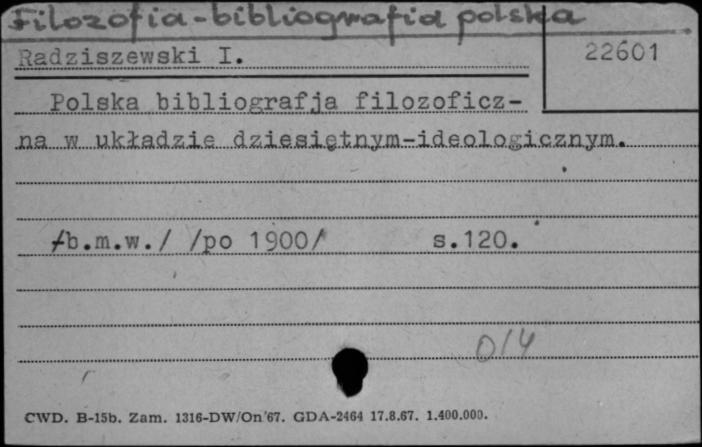 Filozofia-bibliografia polska
Radziszewski I.
22601
Polska bibliografja filozoficz-
na w układzie dziesiętnym-ideologicznym.
/b.m.w./ /po 1900/ s.120.
014
CWD. B-15b. Zam. 1316-DW/On/67. GDA-2464 17.8.67. 1.400.000.